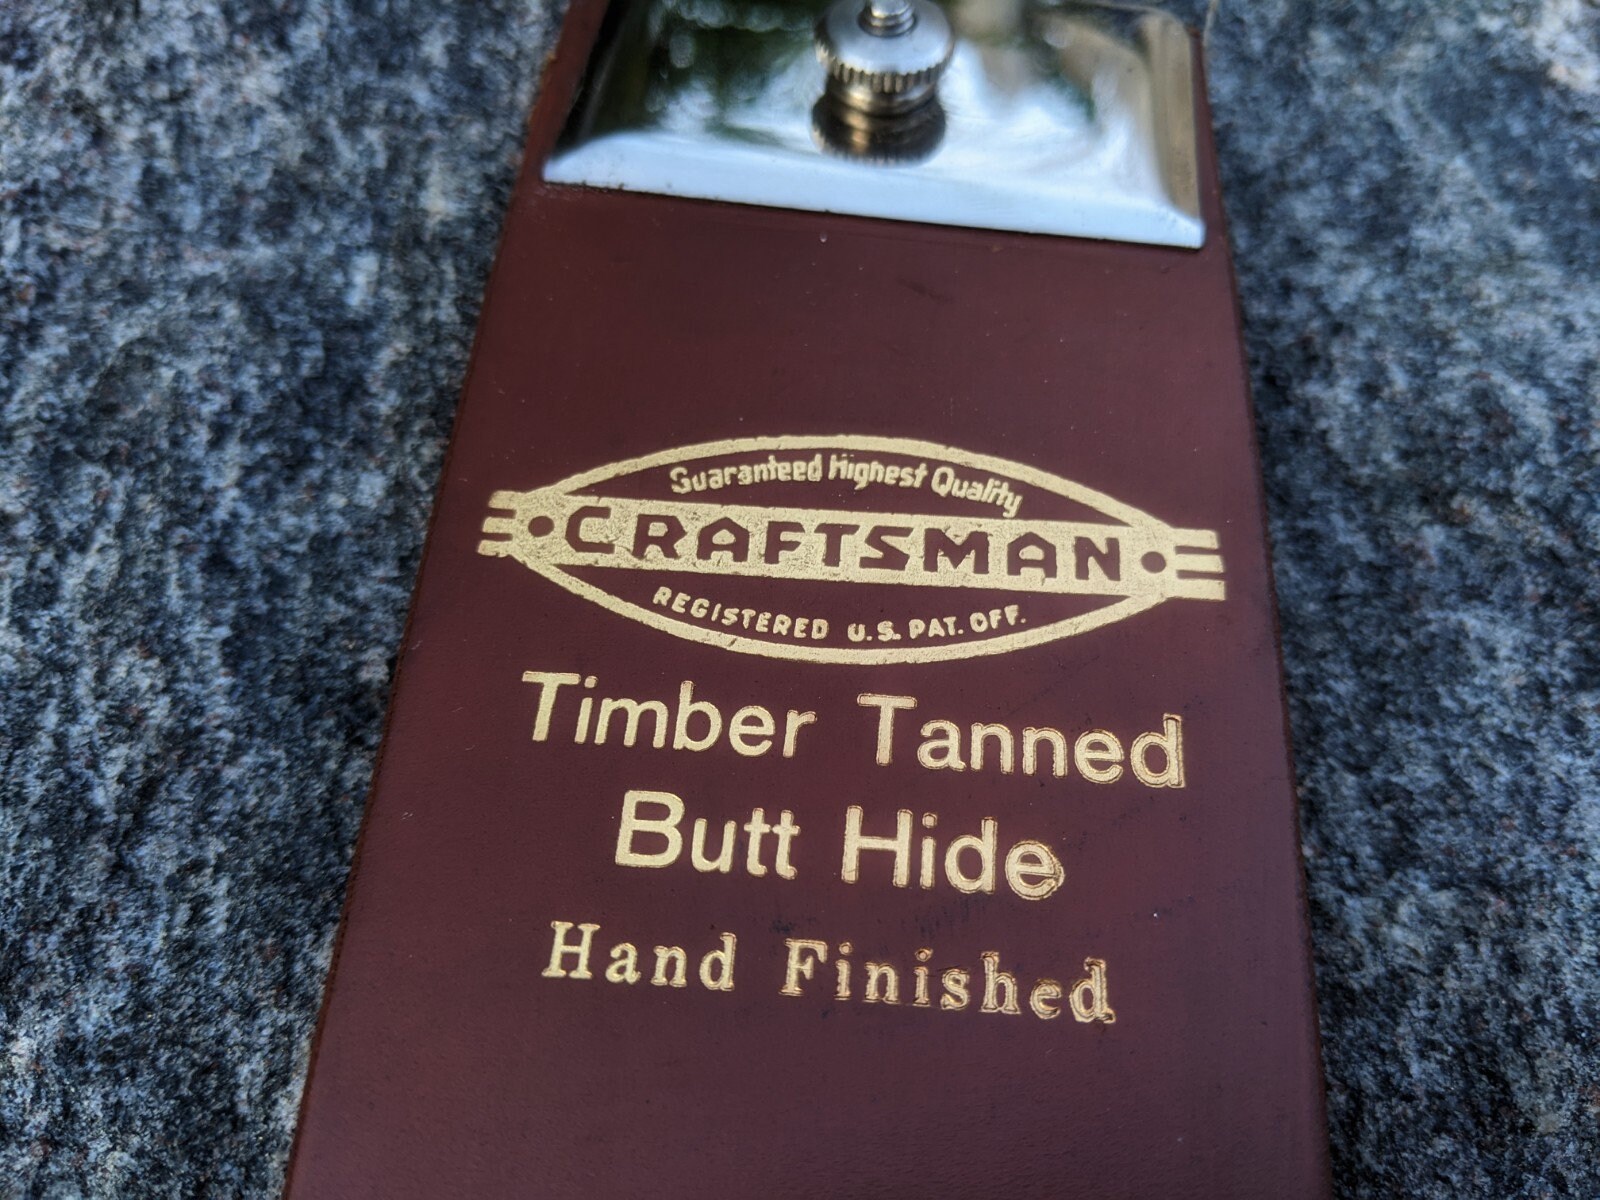 Guaranteed Highest Quality
CRAFTSMAN
REGISTERED U.S. PAT. OFF.
Timber Tanned
Butt Hide
Hand Finished